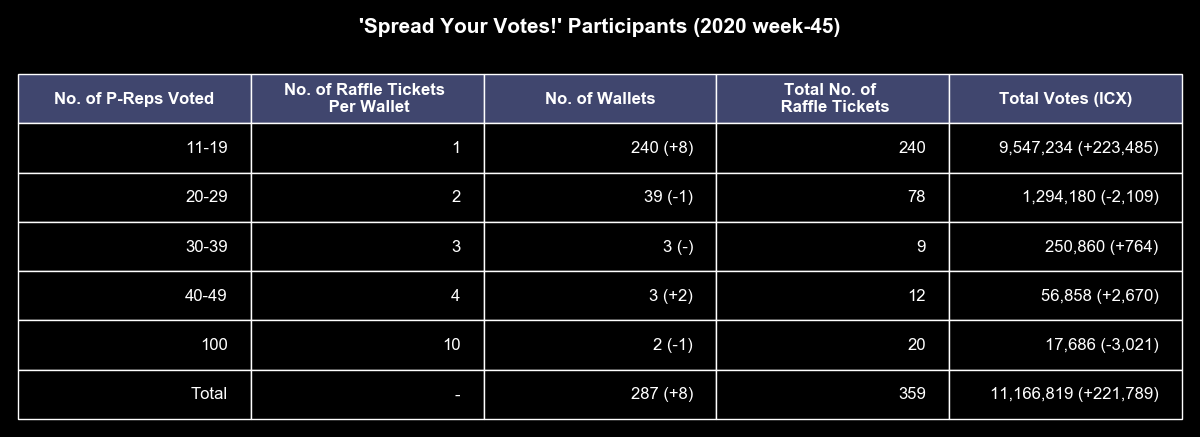 'Spread Your Votes!' Participants (2020 week-45)
No. of P-Reps Voted No. of Raffle Tickets Per Wallet No. of Wallets Total No. of Raffle Tickets Total Votes (ICX)
11-19 1 240 (+8) 240 9,547,234 (+223,485)
20-29 2 39 (-1) 78 1,294,180 (-2,109)
30-39 3 3 (-) 9 250,860 (+764)
40-49 4 3 (+2) 12 56,858 (+2,670)
100 10 2 (-1) 20 17,686 (-3,021)
Total - 287 (+8) 359 11,166,819 (+221,789)